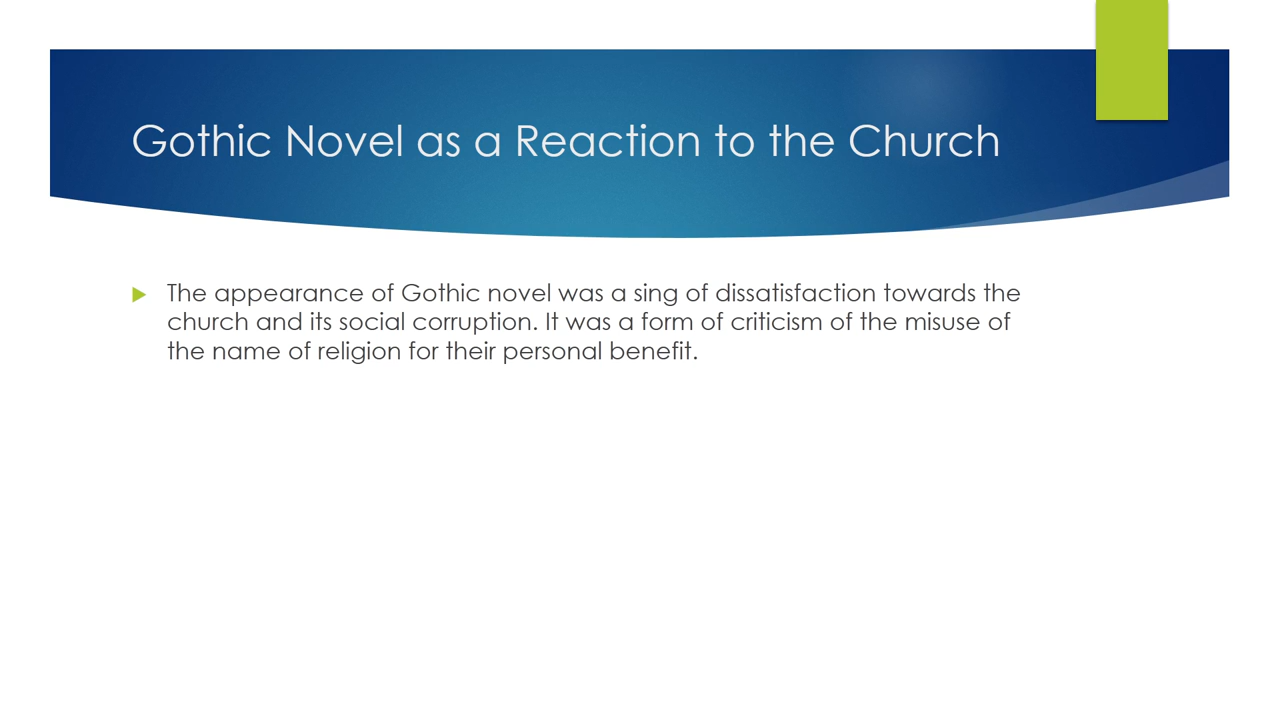 Gothic Novel as a Reaction to the Church
The appearance of Gothic novel was a sing of dissatisfaction towards the
church and its social corruption. It was a form of criticism of the misuse of
the name of religion for their personal benefit.